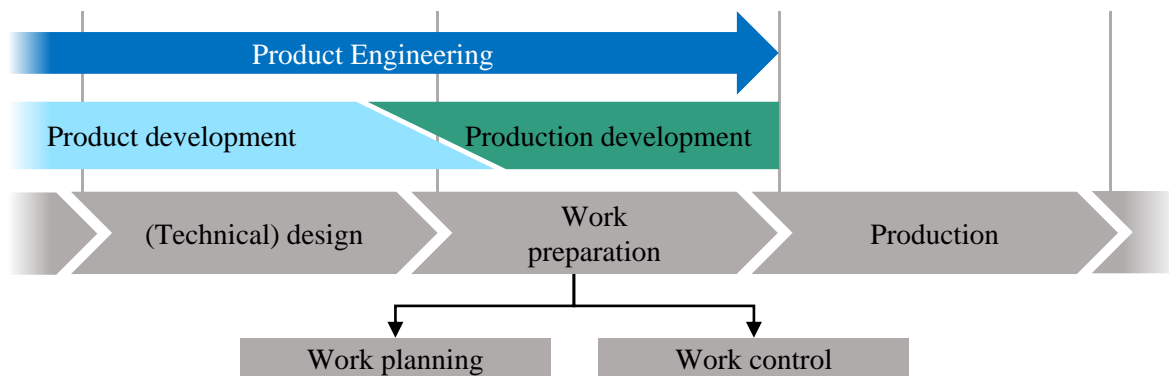 Product Engineering
Product development
Production development
(Technical) design
Work
preparation
Production
Work planning
Work control